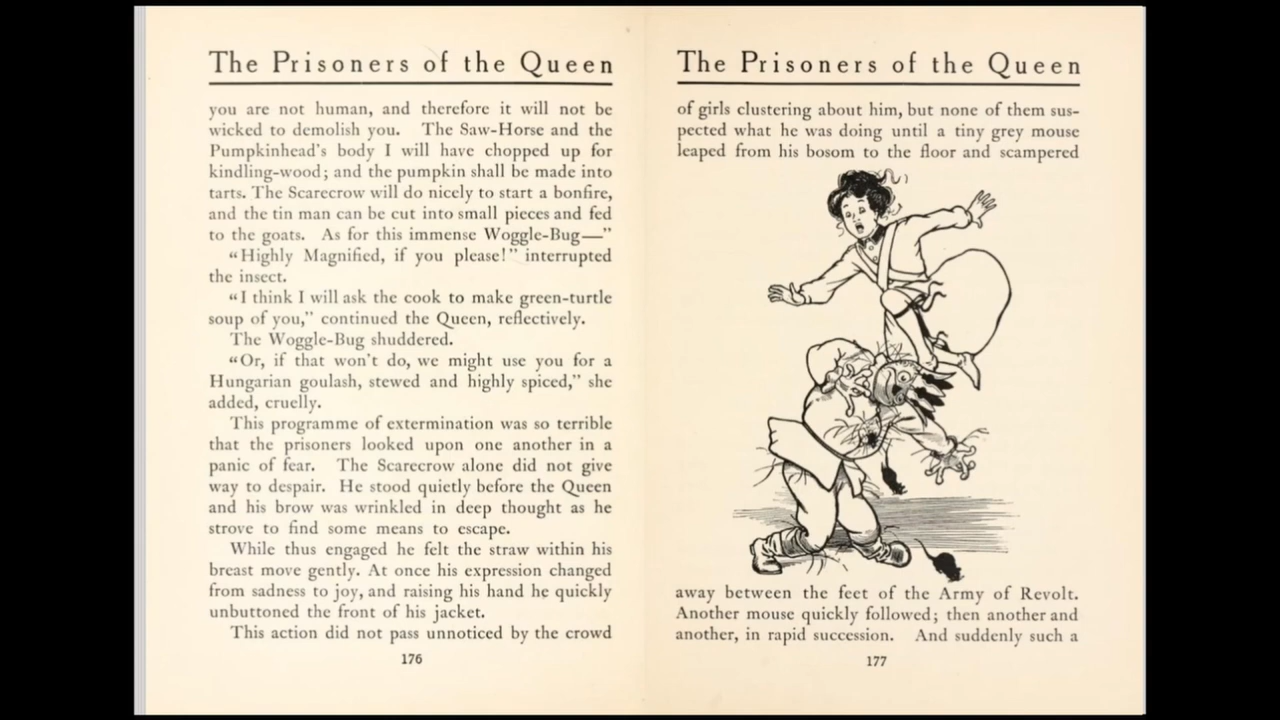 The Prisoners of the Queen
you are not human, and therefore it will not be
wicked to demolish you. The Saw-Horse and the
Pumpkinhead's body I will have chopped up for
kindling-wood; and the pumpkin shall be made into
tarts. The Scarecrow will do nicely to start a bonfire,
and the tin man can be cut into small pieces and fed
to the goats. As for this immense Woggle-Bug—"
"Highly Magnified, if you please!" interrupted
the insect.
"I think I will ask the cook to make green-turtle
soup of you," continued the Queen, reflectively.
The Woggle-Bug shuddered.
"Or, if that won't do, we might use you for a
Hungarian goulash, stewed and highly spiced," she
added, cruelly.
This programme of extermination was so terrible
that the prisoners looked upon one another in a
panic of fear. The Scarecrow alone did not give
way to despair. He stood quietly before the Queen
and his brow was wrinkled in deep thought as he
strove to find some means to escape.
While thus engaged he felt the straw within his
breast move gently. At once his expression changed
from sadness to joy, and raising his hand he quickly
unbuttoned the front of his jacket.
This action did not pass unnoticed by the crowd
176
The Prisoners of the Queen
of girls clustering about him, but none of them sus-
pected what he was doing until a tiny grey mouse
leaped from his bosom to the floor and scampered
away between the feet of the Army of Revolt.
Another mouse quickly followed; then another and
another, in rapid succession. And suddenly such a
177